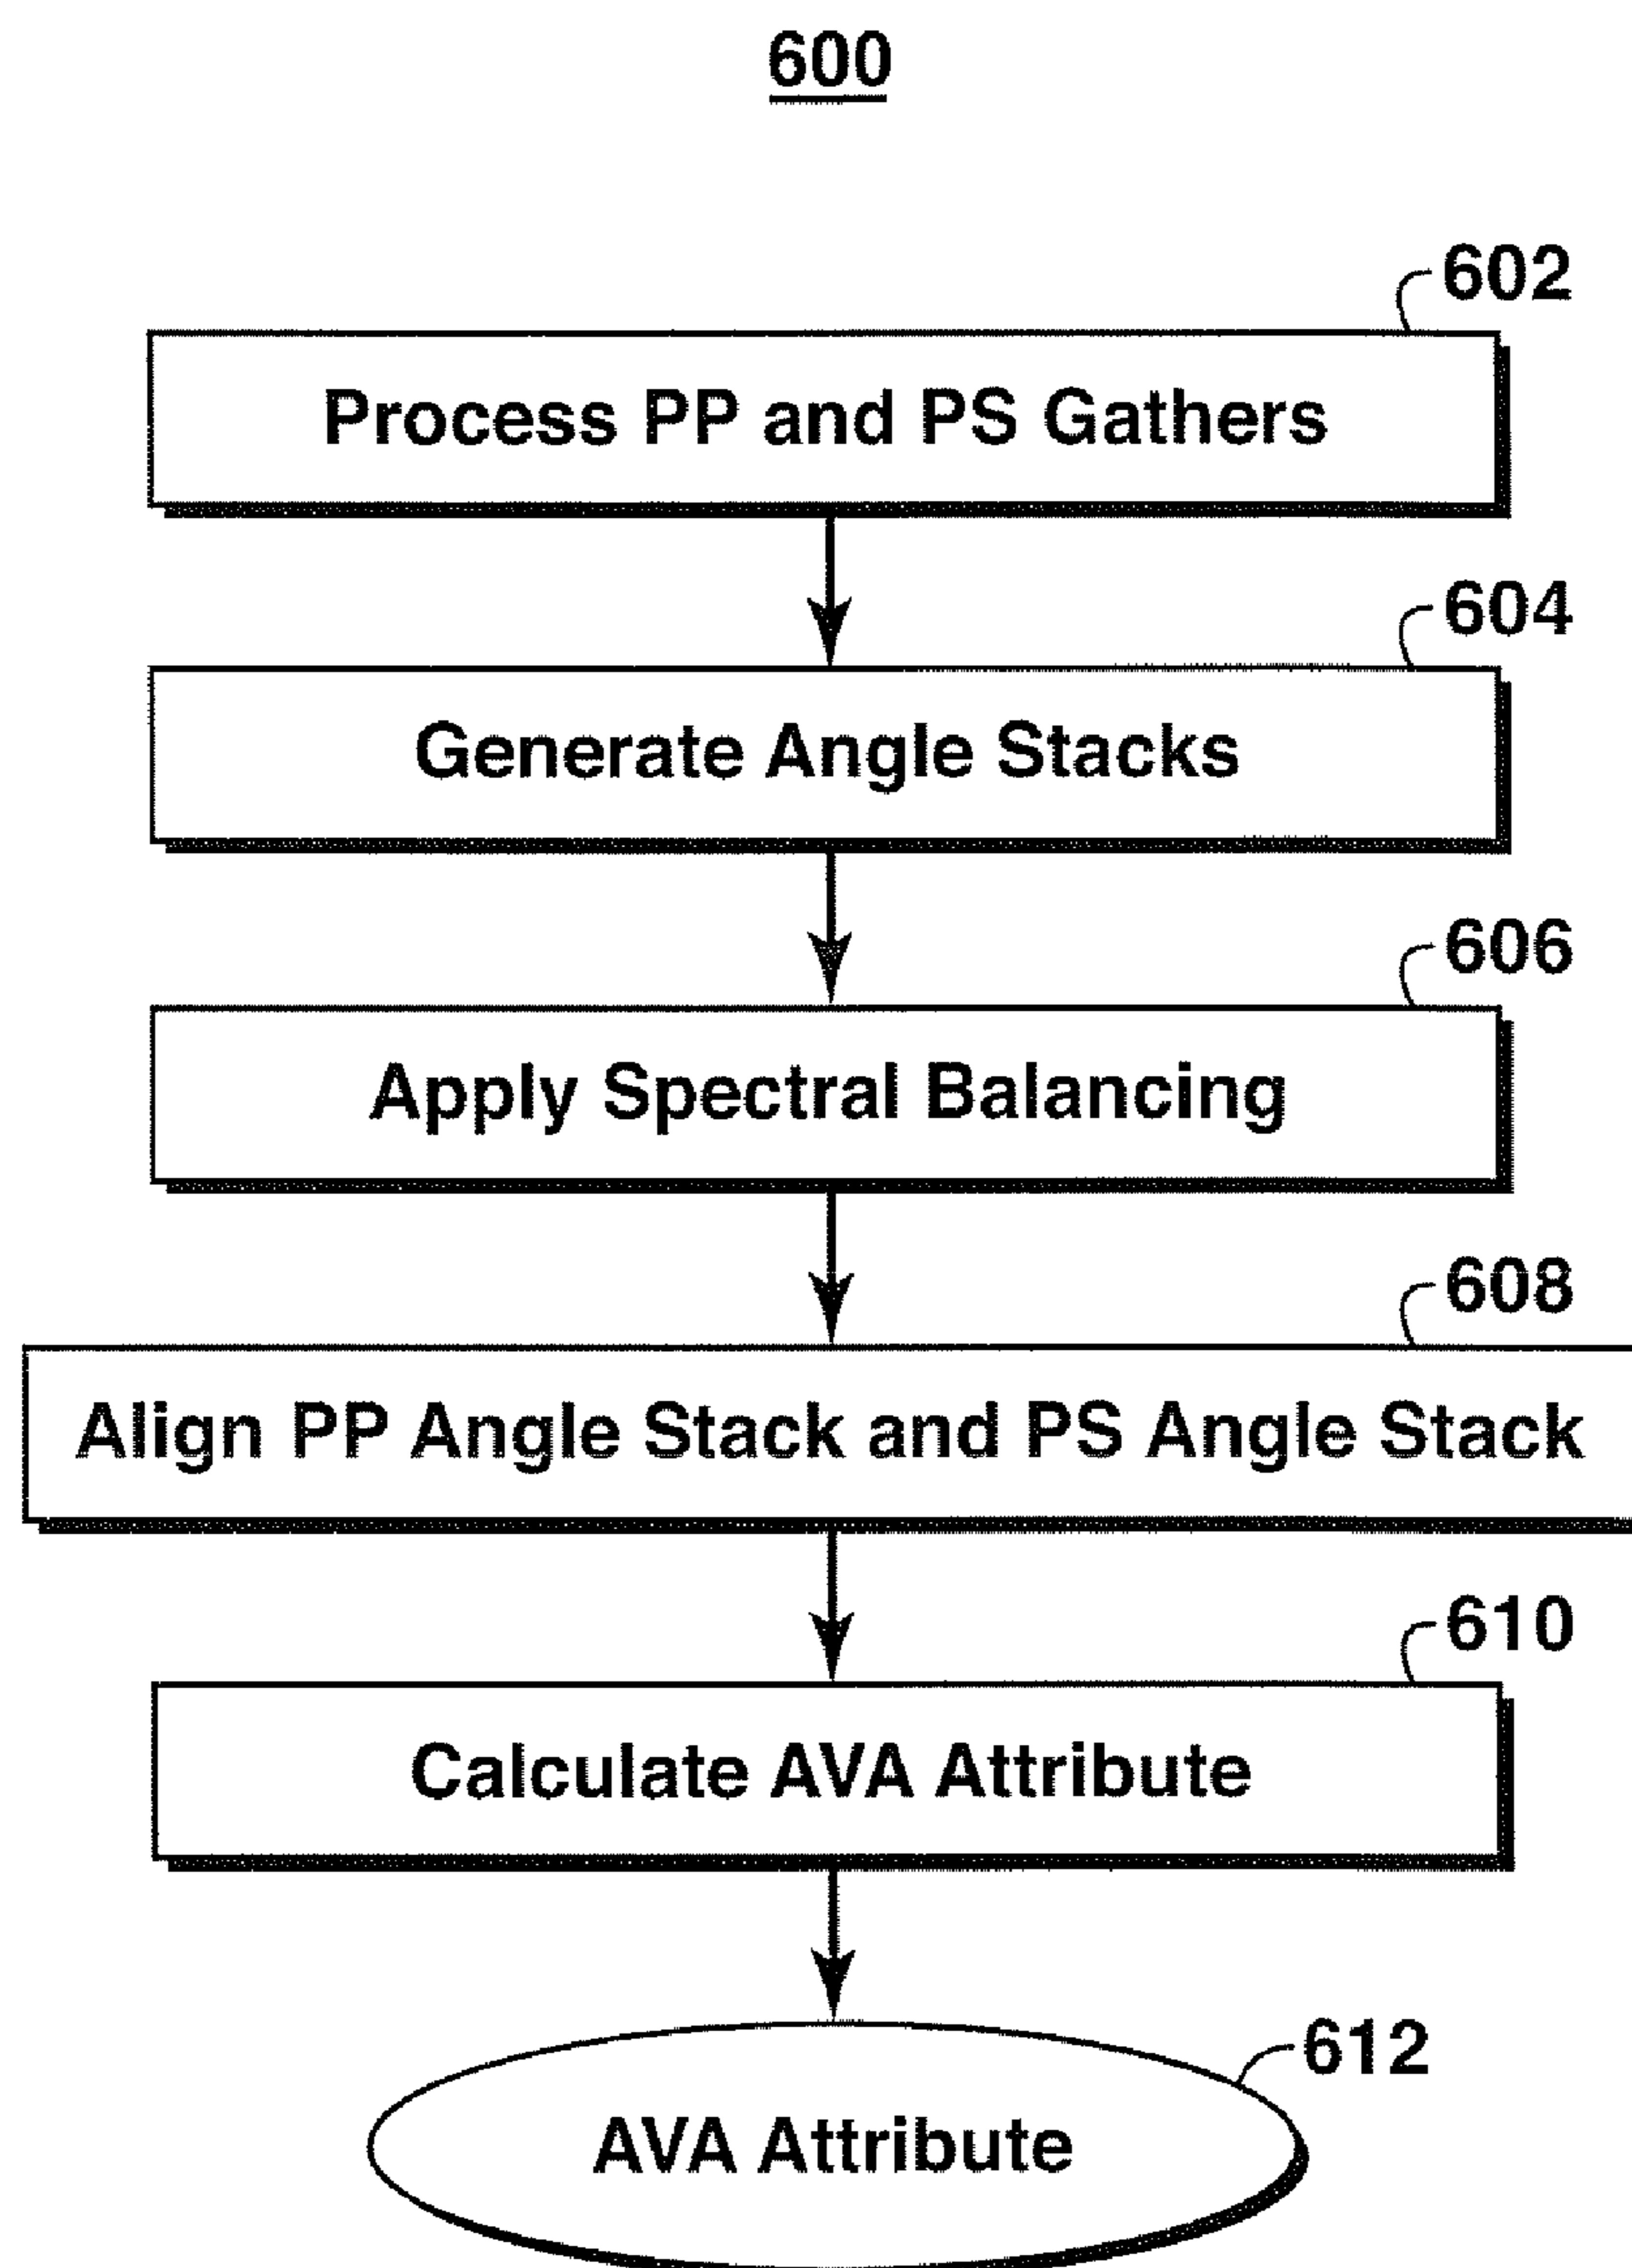 600
602
Process PP and PS Gathers
604
Generate Angle Stacks
606
Apply Spectral Balancing
608
Align PP Angle Stack and PS Angle Stack
610
Calculate AVA Attribute
612
AVA Attribute